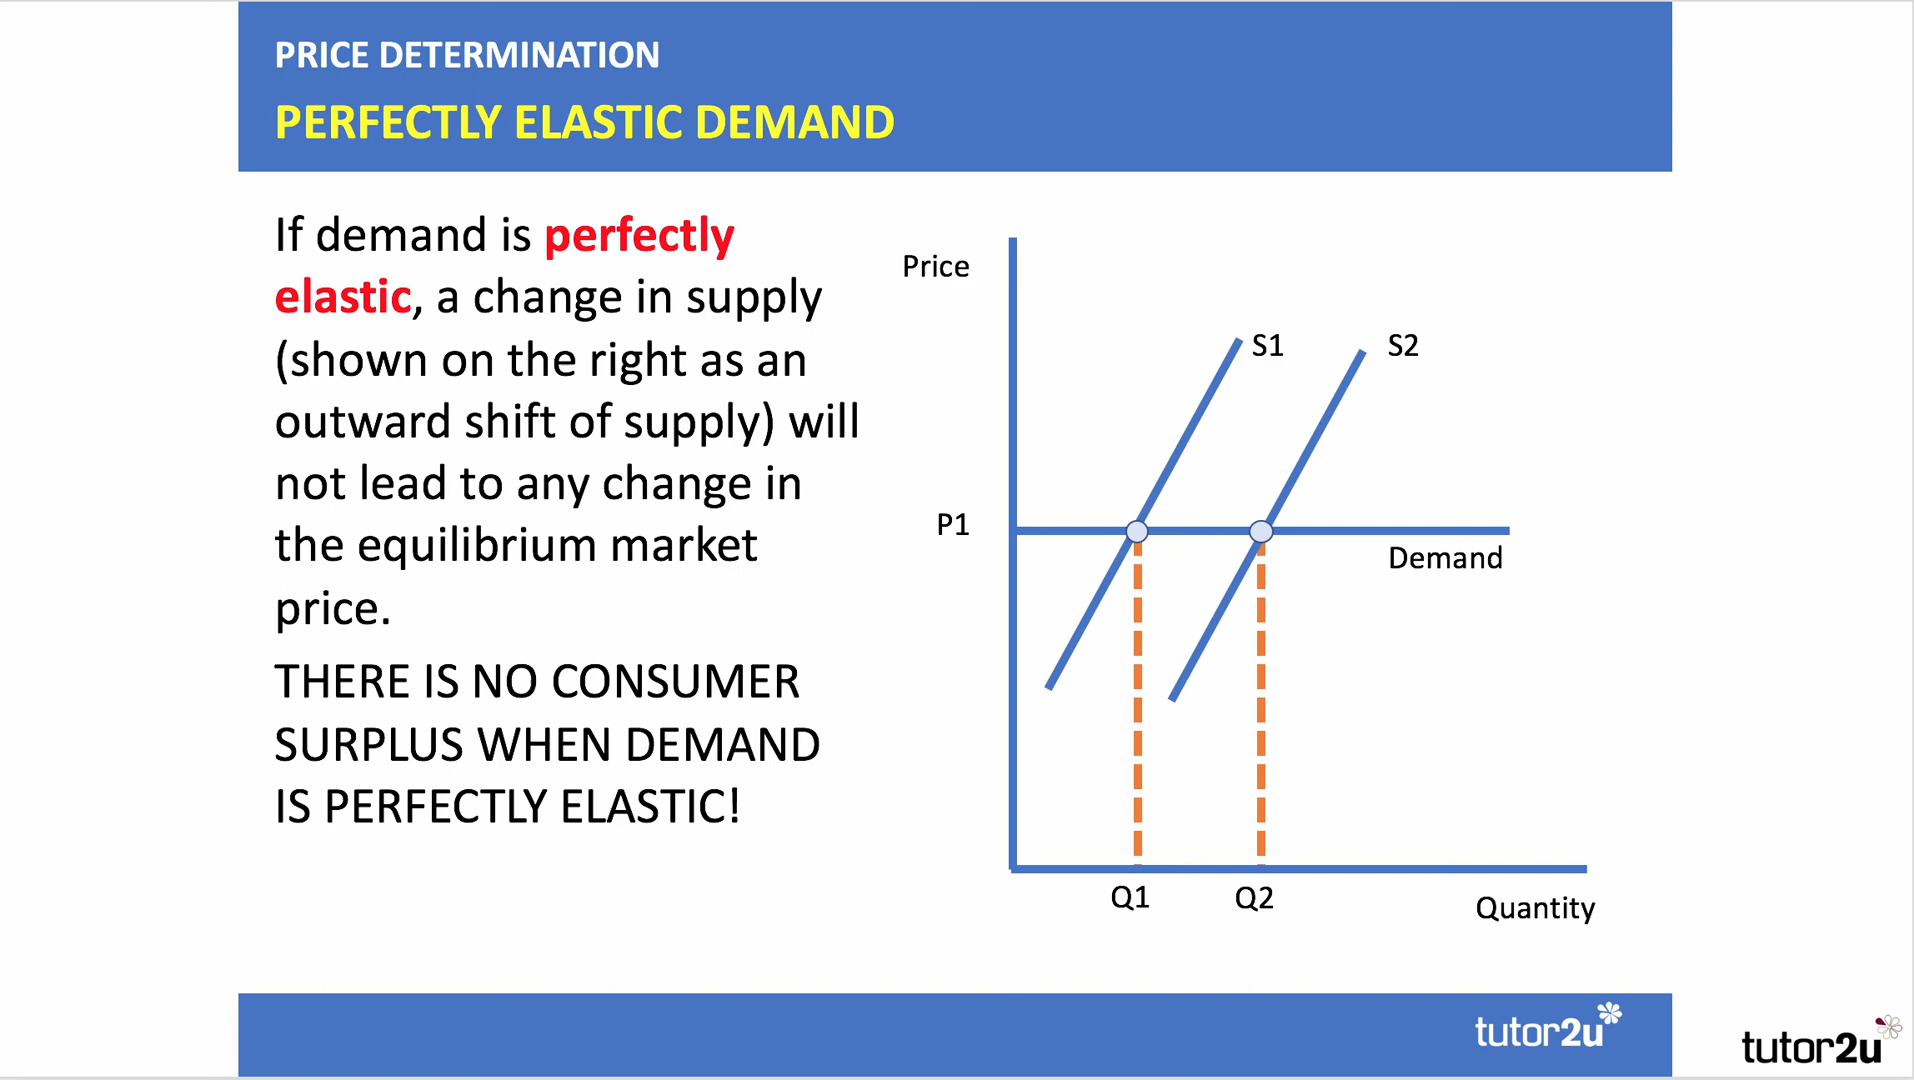 PRICE DETERMINATION
PERFECTLY ELASTIC DEMAND
If demand is perfectly
elastic, a change in supply
(shown on the right as an
outward shift of supply) will
not lead to any change in
the equilibrium market
price.
THERE IS NO CONSUMER
SURPLUS WHEN DEMAND
IS PERFECTLY ELASTIC!
Price
S1
S2
P1
Demand
Q1
Q2
Quantity
tutor2u
tutor2u